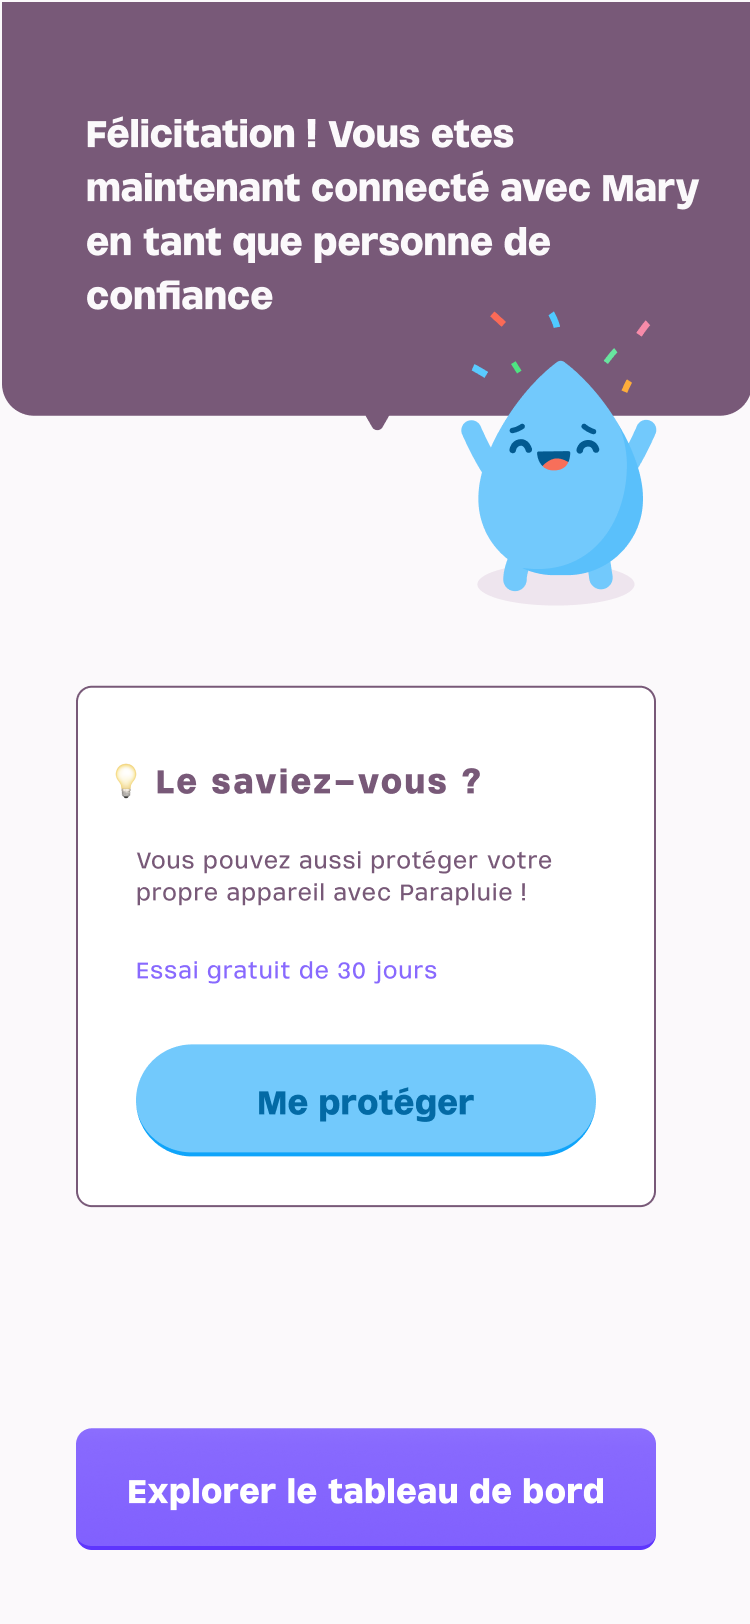 Félicitation ! Vous etes
maintenant connecté avec Mary
en tant que personne de
confiance
Le saviez-vous ?
Vous pouvez aussi protéger votre
propre appareil avec Parapluie !
Essai gratuit de 30 jours
Me protéger
Explorer le tableau de bord